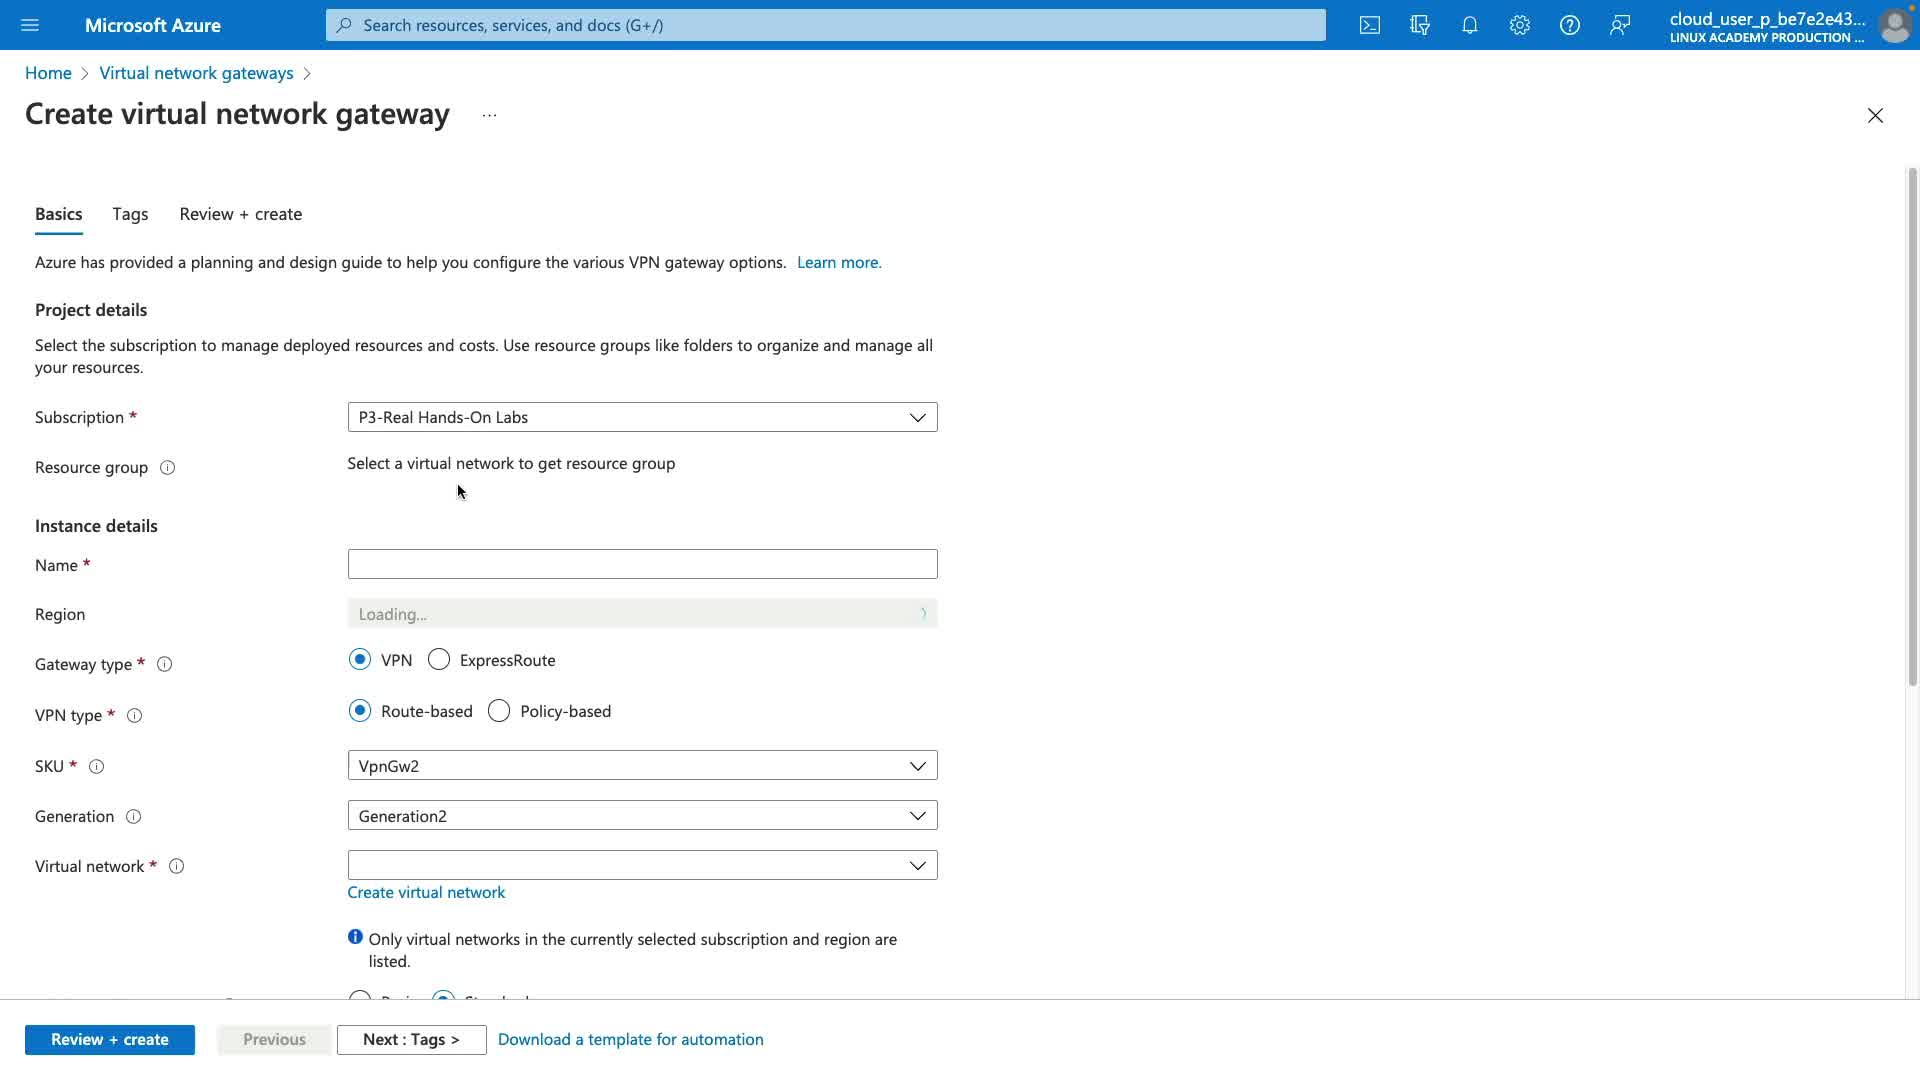 Microsoft Azure
Search resources, services, and docs (G+/)
cloud_user_p_be7e2e43...
LINUX ACADEMY PRODUCTION ...
Home > Virtual network gateways >
Create virtual network gateway ...
Basics Tags Review + create
Azure has provided a planning and design guide to help you configure the various VPN gateway options. Learn more.
Project details
Select the subscription to manage deployed resources and costs. Use resource groups like folders to organize and manage all
your resources.
Subscription * P3-Real Hands-On Labs
Resource group Select a virtual network to get resource group
Instance details
Name *
Region Loading...
Gateway type * VPN ExpressRoute
VPN type * Route-based Policy-based
SKU * VpnGw2
Generation Generation2
Virtual network *
Create virtual network
Only virtual networks in the currently selected subscription and region are
listed.
Review + create Previous Next : Tags > Download a template for automation